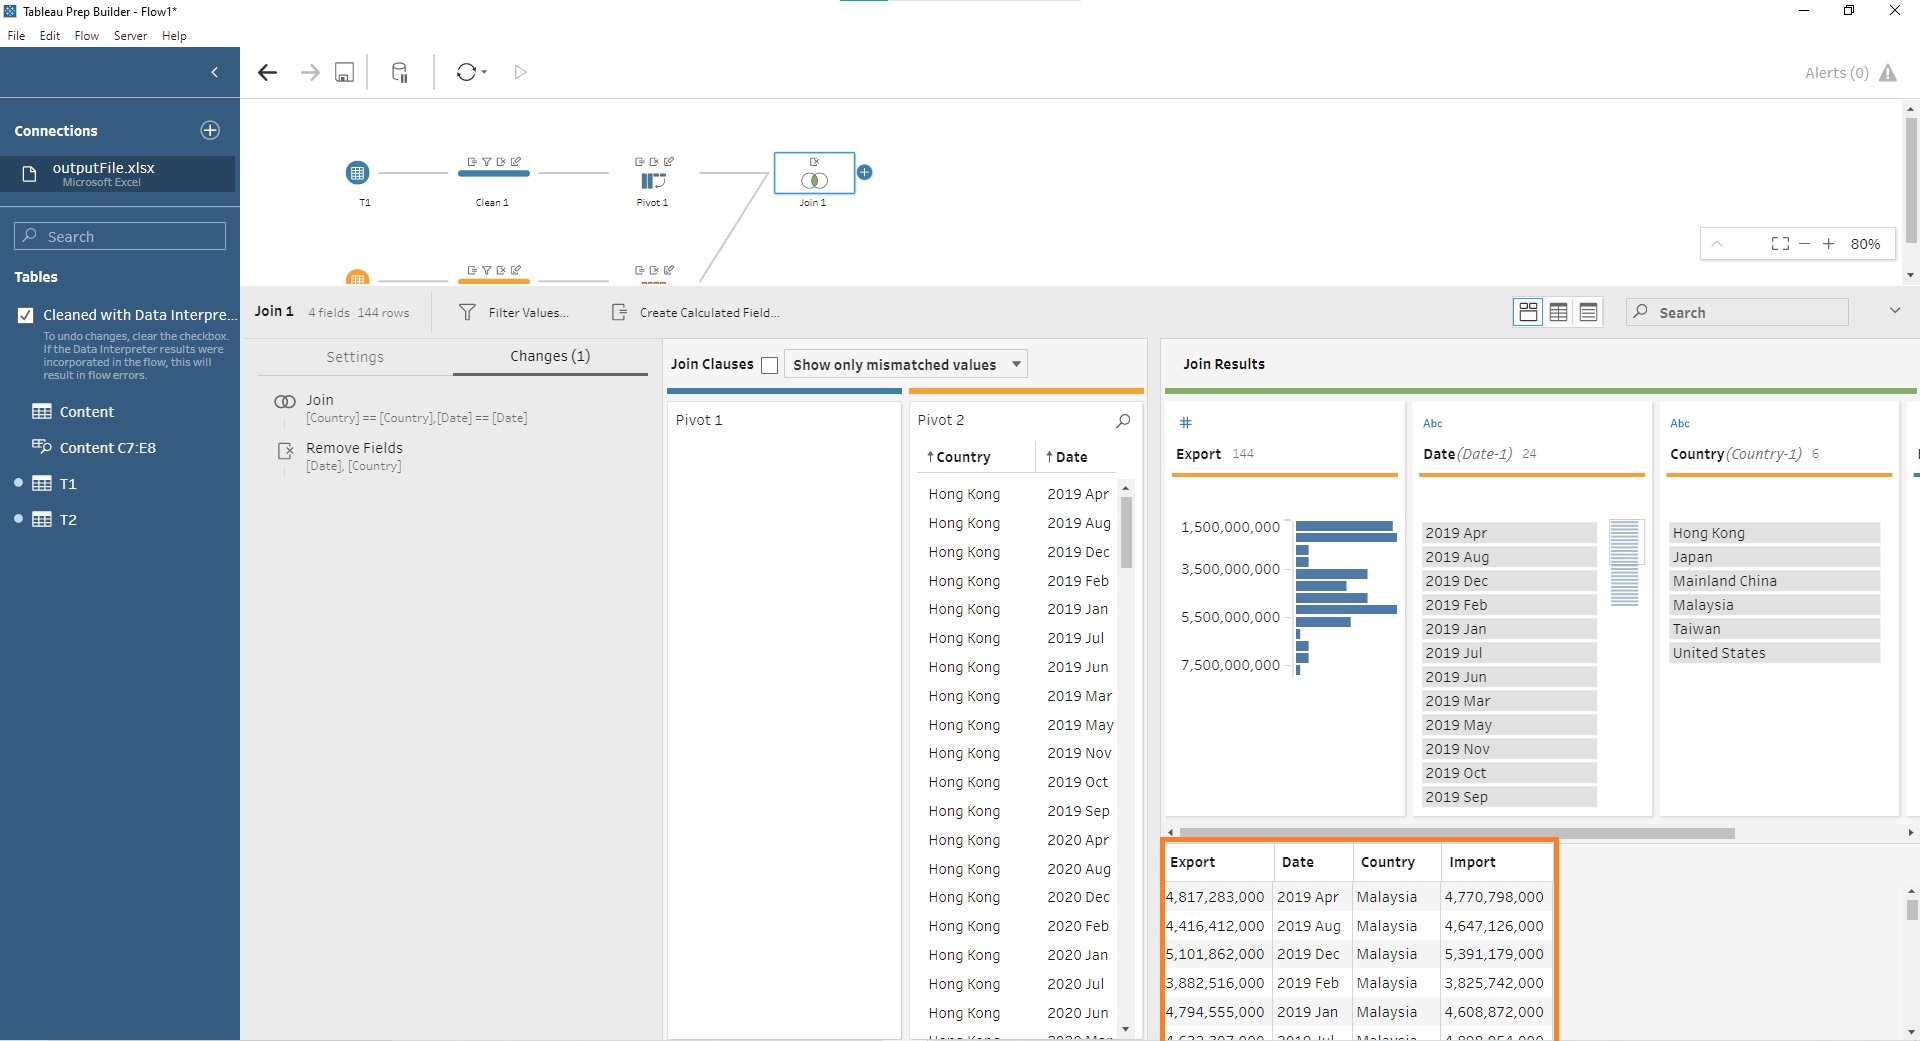 Tableau Prep Builder - Flow1*
File Edit Flow Server Help
Alerts (0)
Connections
outputFile.xlsx
Microsoft Excel
Search
Tables
Cleaned with Data Interpre...
To undo changes, clear the checkbox.
If the Data Interpreter results were
incorporated in the flow, this will
result in flow errors.
Content
Content C7:E8
T1
T2
T1
Clean 1
Pivot 1
Join 1
80%
Join 1 4 fields 144 rows
Filter Values...
Create Calculated Field...
Search
Settings
Changes (1)
Join
[Country] == [Country],[Date] == [Date]
Remove Fields
[Date], [Country]
Join Clauses
Show only mismatched values
Pivot 1
Pivot 2
Country Date
Hong Kong 2019 Apr
Hong Kong 2019 Aug
Hong Kong 2019 Dec
Hong Kong 2019 Feb
Hong Kong 2019 Jan
Hong Kong 2019 Jul
Hong Kong 2019 Jun
Hong Kong 2019 Mar
Hong Kong 2019 May
Hong Kong 2019 Nov
Hong Kong 2019 Oct
Hong Kong 2019 Sep
Hong Kong 2020 Apr
Hong Kong 2020 Aug
Hong Kong 2020 Dec
Hong Kong 2020 Feb
Hong Kong 2020 Jan
Hong Kong 2020 Jul
Hong Kong 2020 Jun
Hong Kong 2020 Mar
Join Results
#
Export 144
1,500,000,000
3,500,000,000
5,500,000,000
7,500,000,000
Abc
Date (Date-1) 24
2019 Apr
2019 Aug
2019 Dec
2019 Feb
2019 Jan
2019 Jul
2019 Jun
2019 Mar
2019 May
2019 Nov
2019 Oct
2019 Sep
Abc
Country (Country-1) 6
Hong Kong
Japan
Mainland China
Malaysia
Taiwan
United States
Export Date Country Import
4,817,283,000 2019 Apr Malaysia 4,770,798,000
4,416,412,000 2019 Aug Malaysia 4,647,126,000
5,101,862,000 2019 Dec Malaysia 5,391,179,000
3,882,516,000 2019 Feb Malaysia 3,825,742,000
4,794,555,000 2019 Jan Malaysia 4,608,872,000
2019 Jul Malaysia